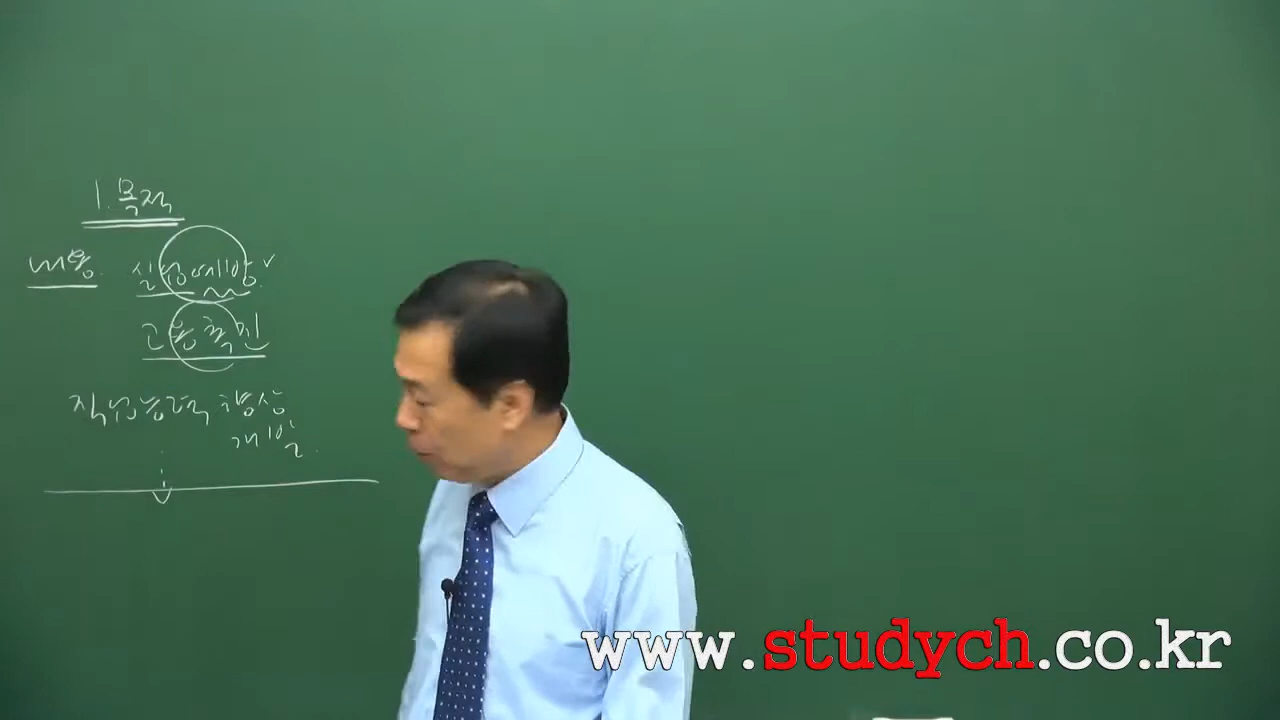 1. 목적
내용. 실업예방 ✓
고용촉진
직업능력 향상
개발.
www.studych.co.kr